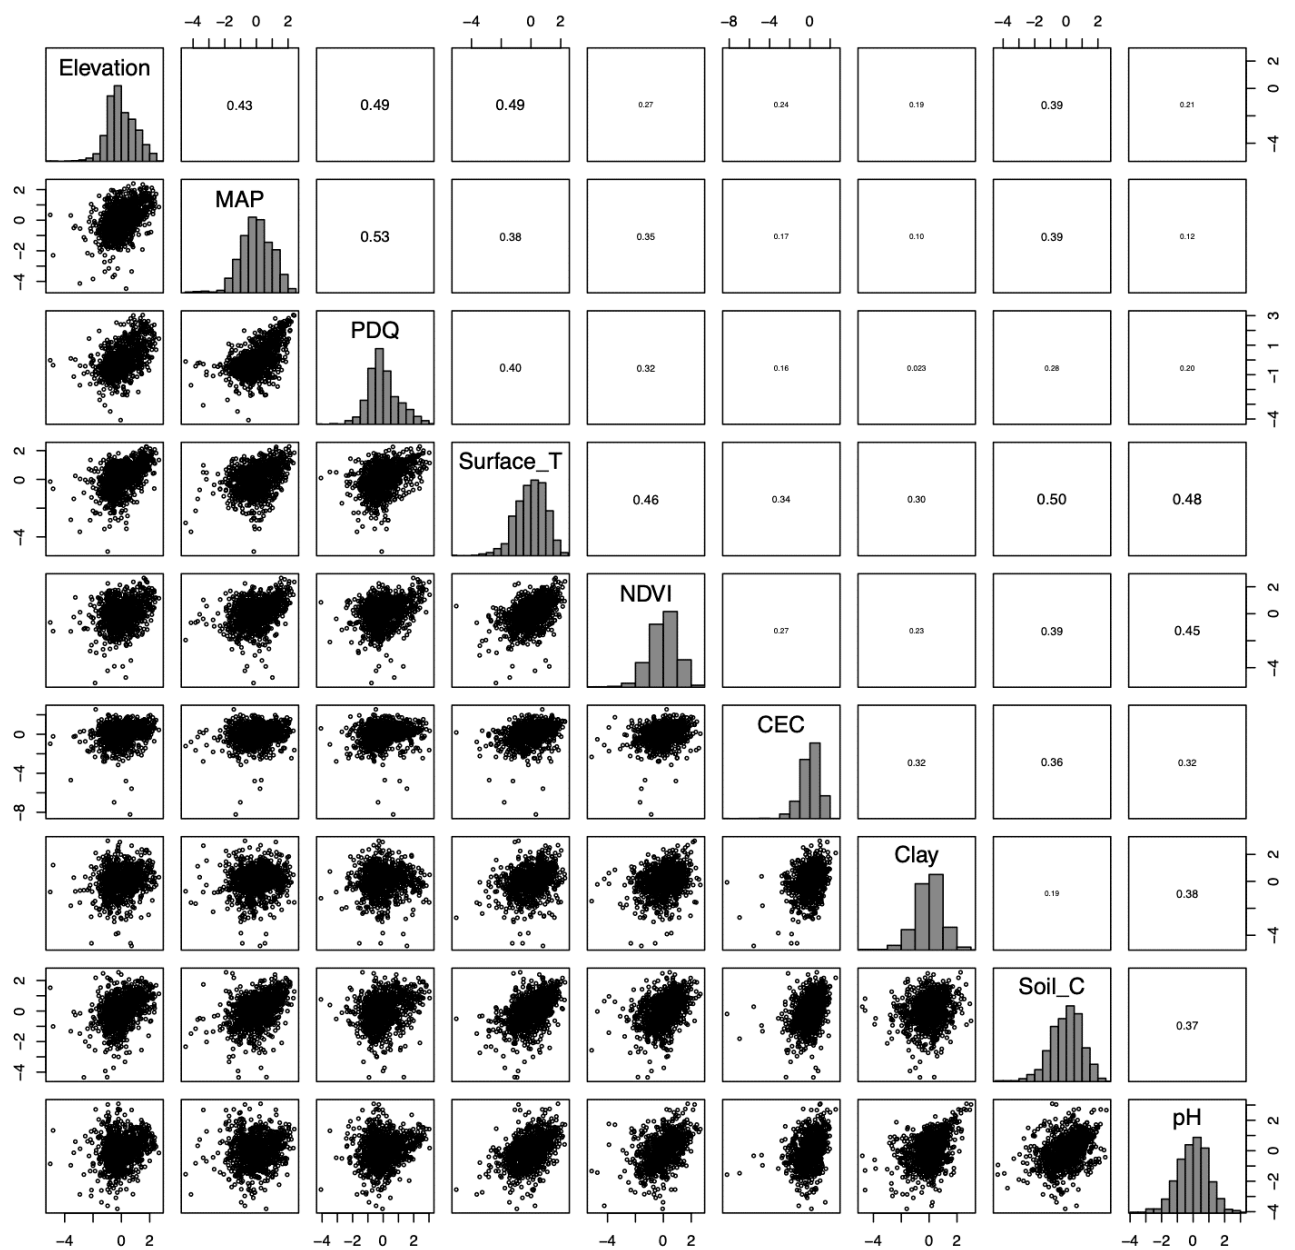 −4 −2 0 2 −4 0 2 −8 −4 0 −4 0 2
Elevation 0.43 0.49 0.49 0.27 0.24 0.19 0.39 0.21 2 0 −4
2 0 −2 −4 MAP 0.53 0.38 0.35 0.17 0.10 0.39 0.12
PDQ 0.40 0.32 0.16 0.023 0.28 0.20 3 1 −1 −4
2 0 −4 Surface_T 0.46 0.34 0.30 0.50 0.48
NDVI 0.27 0.23 0.39 0.45 2 0 −4
0 −4 −8 CEC 0.32 0.36 0.32
Clay 0.19 0.38 2 0 −4
2 0 −2 −4 Soil_C 0.37
pH 2 0 −2 −4
−4 0 2 −4 −2 0 2 −4 0 2 −4 0 2 −4 −2 0 2